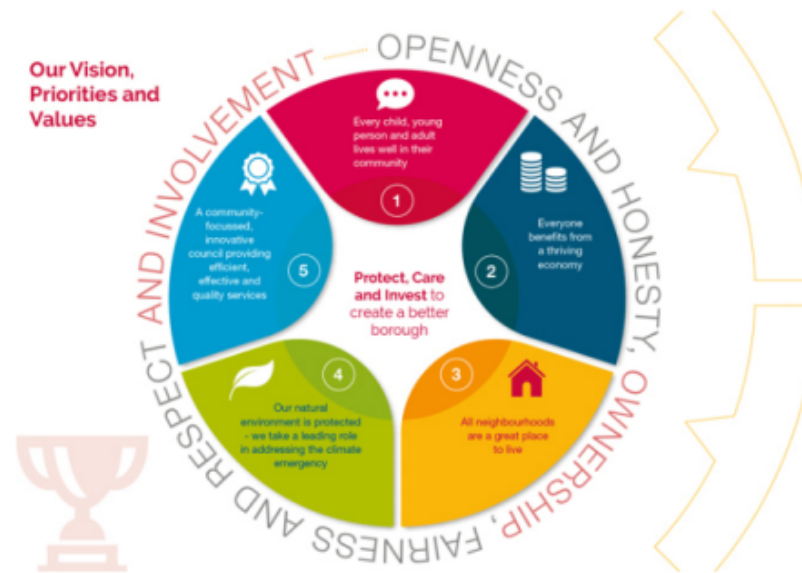 Our Vision,
Priorities and
Values
OPENNESS AND HONESTY, OWNERSHIP, FAIRNESS AND RESPECT AND INVOLVEMENT
Every child, young
person and adult
lives well in their
community
1
Everyone
benefits from
a thriving
economy
2
All neighbourhoods
are a great place
to live
3
Our natural
environment is protected
- we take a leading role
in addressing the climate
emergency
4
A community-
focussed,
innovative
council providing
efficient,
effective and
quality services
5
Protect, Care
and Invest to
create a better
borough